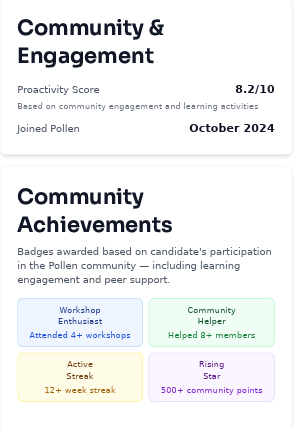 Community &
Engagement
Proactivity Score 8.2/10
Based on community engagement and learning activities
Joined Pollen October 2024
Community
Achievements
Badges awarded based on candidate's participation
in the Pollen community — including learning
engagement and peer support.
Workshop
Enthusiast
Attended 4+ workshops
Community
Helper
Helped 8+ members
Active
Streak
12+ week streak
Rising
Star
500+ community points